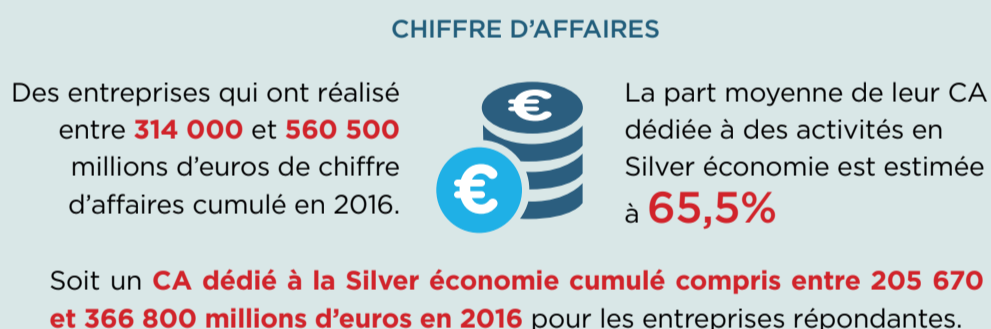 CHIFFRE D'AFFAIRES
Des entreprises qui ont réalisé
entre 314 000 et 560 500
millions d'euros de chiffre
d'affaires cumulé en 2016.
€
€
La part moyenne de leur CA
dédiée à des activités en
Silver économie est estimée
à 65,5%
Soit un CA dédié à la Silver économie cumulé compris entre 205 670
et 366 800 millions d'euros en 2016 pour les entreprises répondantes.